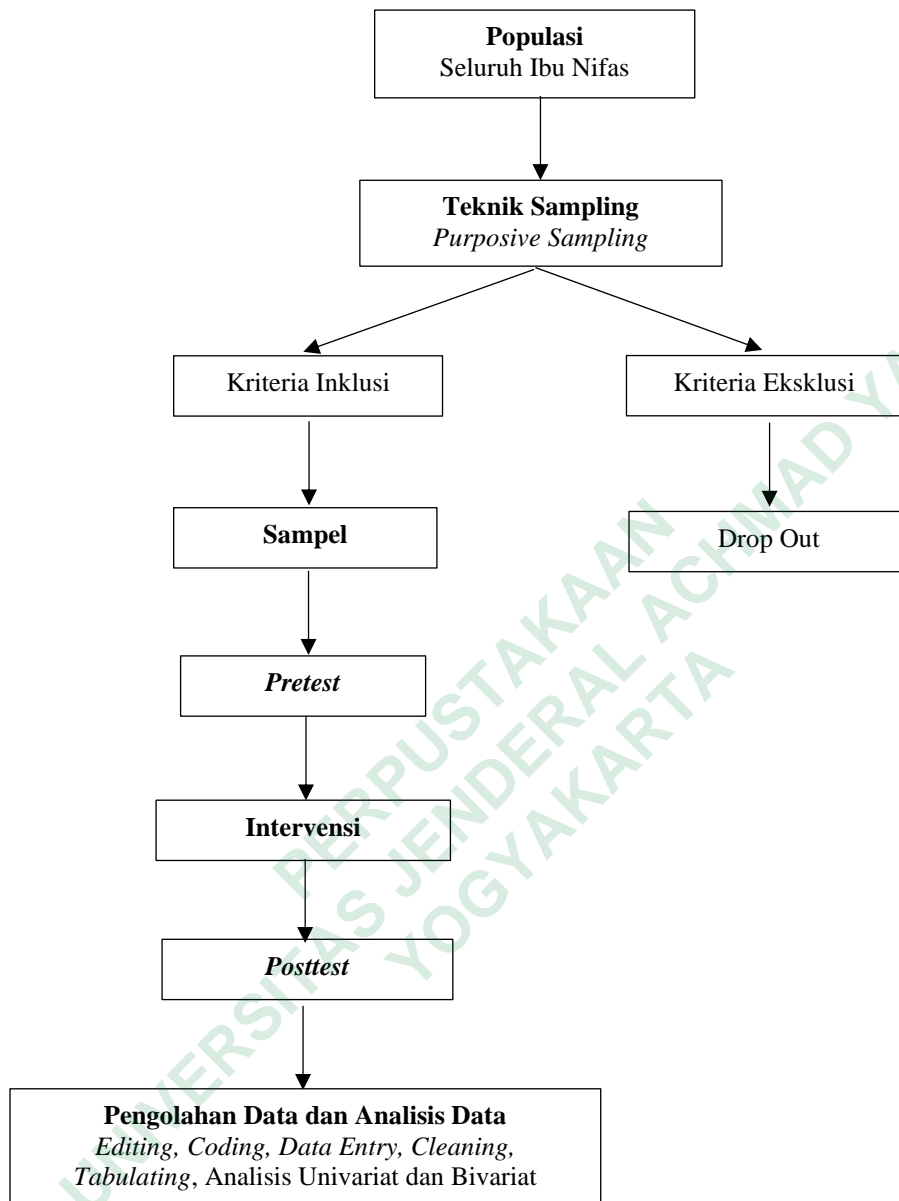 Populasi
Seluruh Ibu Nifas
Teknik Sampling
Purposive Sampling
Kriteria Inklusi
Kriteria Eksklusi
Sampel
Drop Out
Pretest
Intervensi
Posttest
Pengolahan Data dan Analisis Data
Editing, Coding, Data Entry, Cleaning,
Tabulating, Analisis Univariat dan Bivariat
PERPUSTAKAAN
UNIVERSITAS JENDERAL ACHMAD
YOGYAKARTA